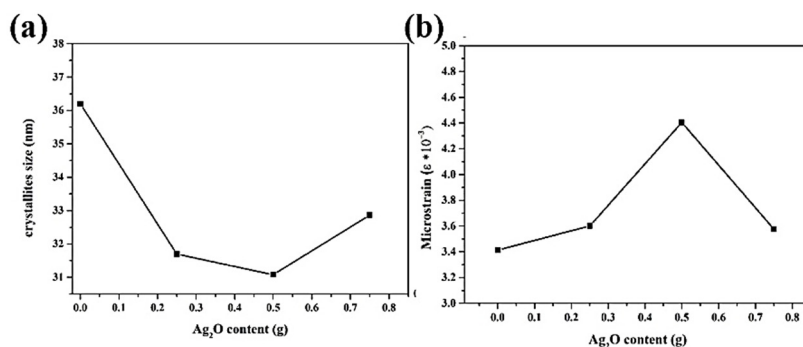 (a)
38
37
36
35
34
33
32
31
crystallites size (nm)
0.0 0.1 0.2 0.3 0.4 0.5 0.6 0.7 0.8
Ag₂O content (g)
(b)
5.0
4.8
4.6
4.4
4.2
4.0
3.8
3.6
3.4
3.2
3.0
Microstrain (ε *10⁻³)
0.0 0.1 0.2 0.3 0.4 0.5 0.6 0.7 0.8
Ag₂O content (g)